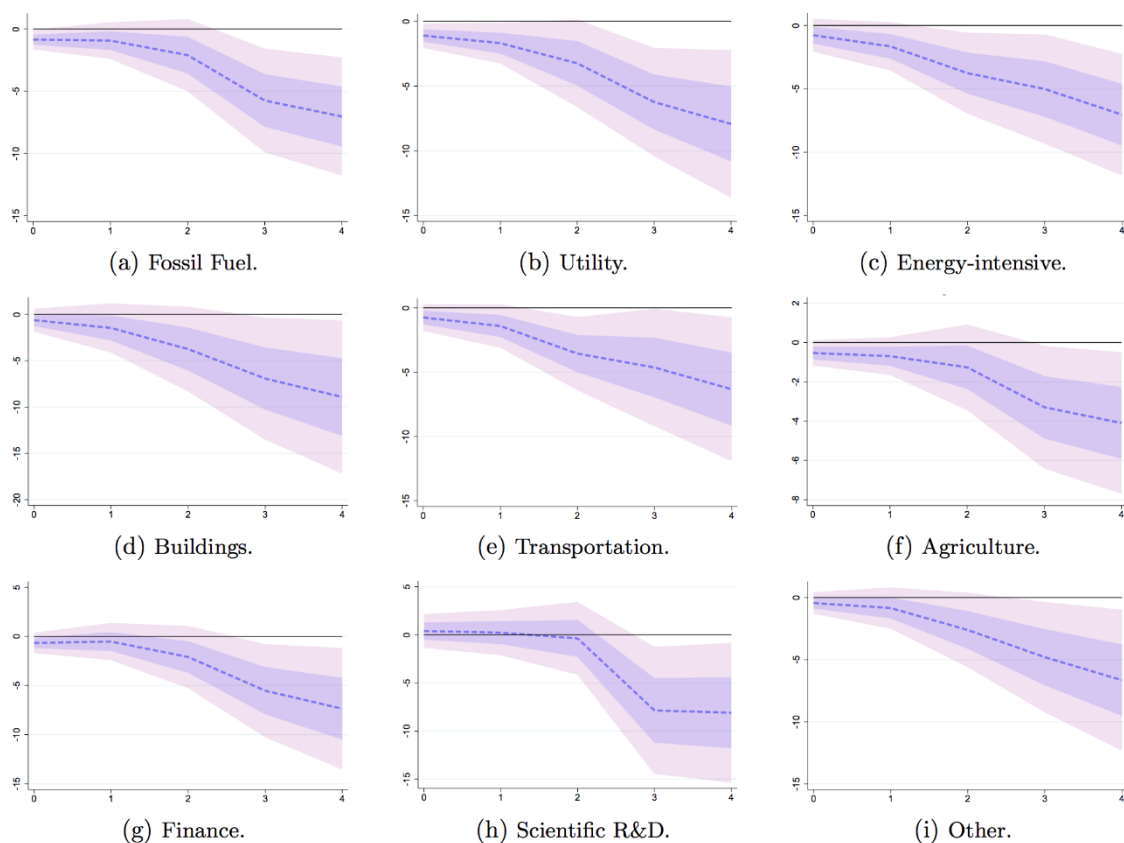 0
-5
-10
-15
0 1 2 3 4
(a) Fossil Fuel.
0
-5
-10
-15
0 1 2 3 4
(b) Utility.
0
-5
-10
-15
0 1 2 3 4
(c) Energy-intensive.
0
-5
-10
-15
-20
0 1 2 3 4
(d) Buildings.
0
-5
-10
-15
0 1 2 3 4
(e) Transportation.
2
0
-2
-4
-6
-8
0 1 2 3 4
(f) Agriculture.
5
0
-5
-10
-15
0 1 2 3 4
(g) Finance.
5
0
-5
-10
-15
0 1 2 3 4
(h) Scientific R&D.
0
-5
-10
-15
0 1 2 3 4
(i) Other.